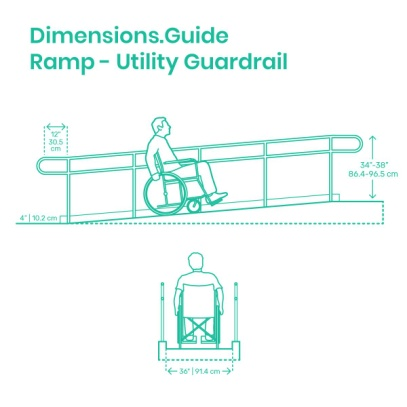 Dimensions.Guide
Ramp - Utility Guardrail
12"
30.5
cm
34"-38"
86.4-96.5 cm
4" | 10.2 cm
36" | 91.4 cm